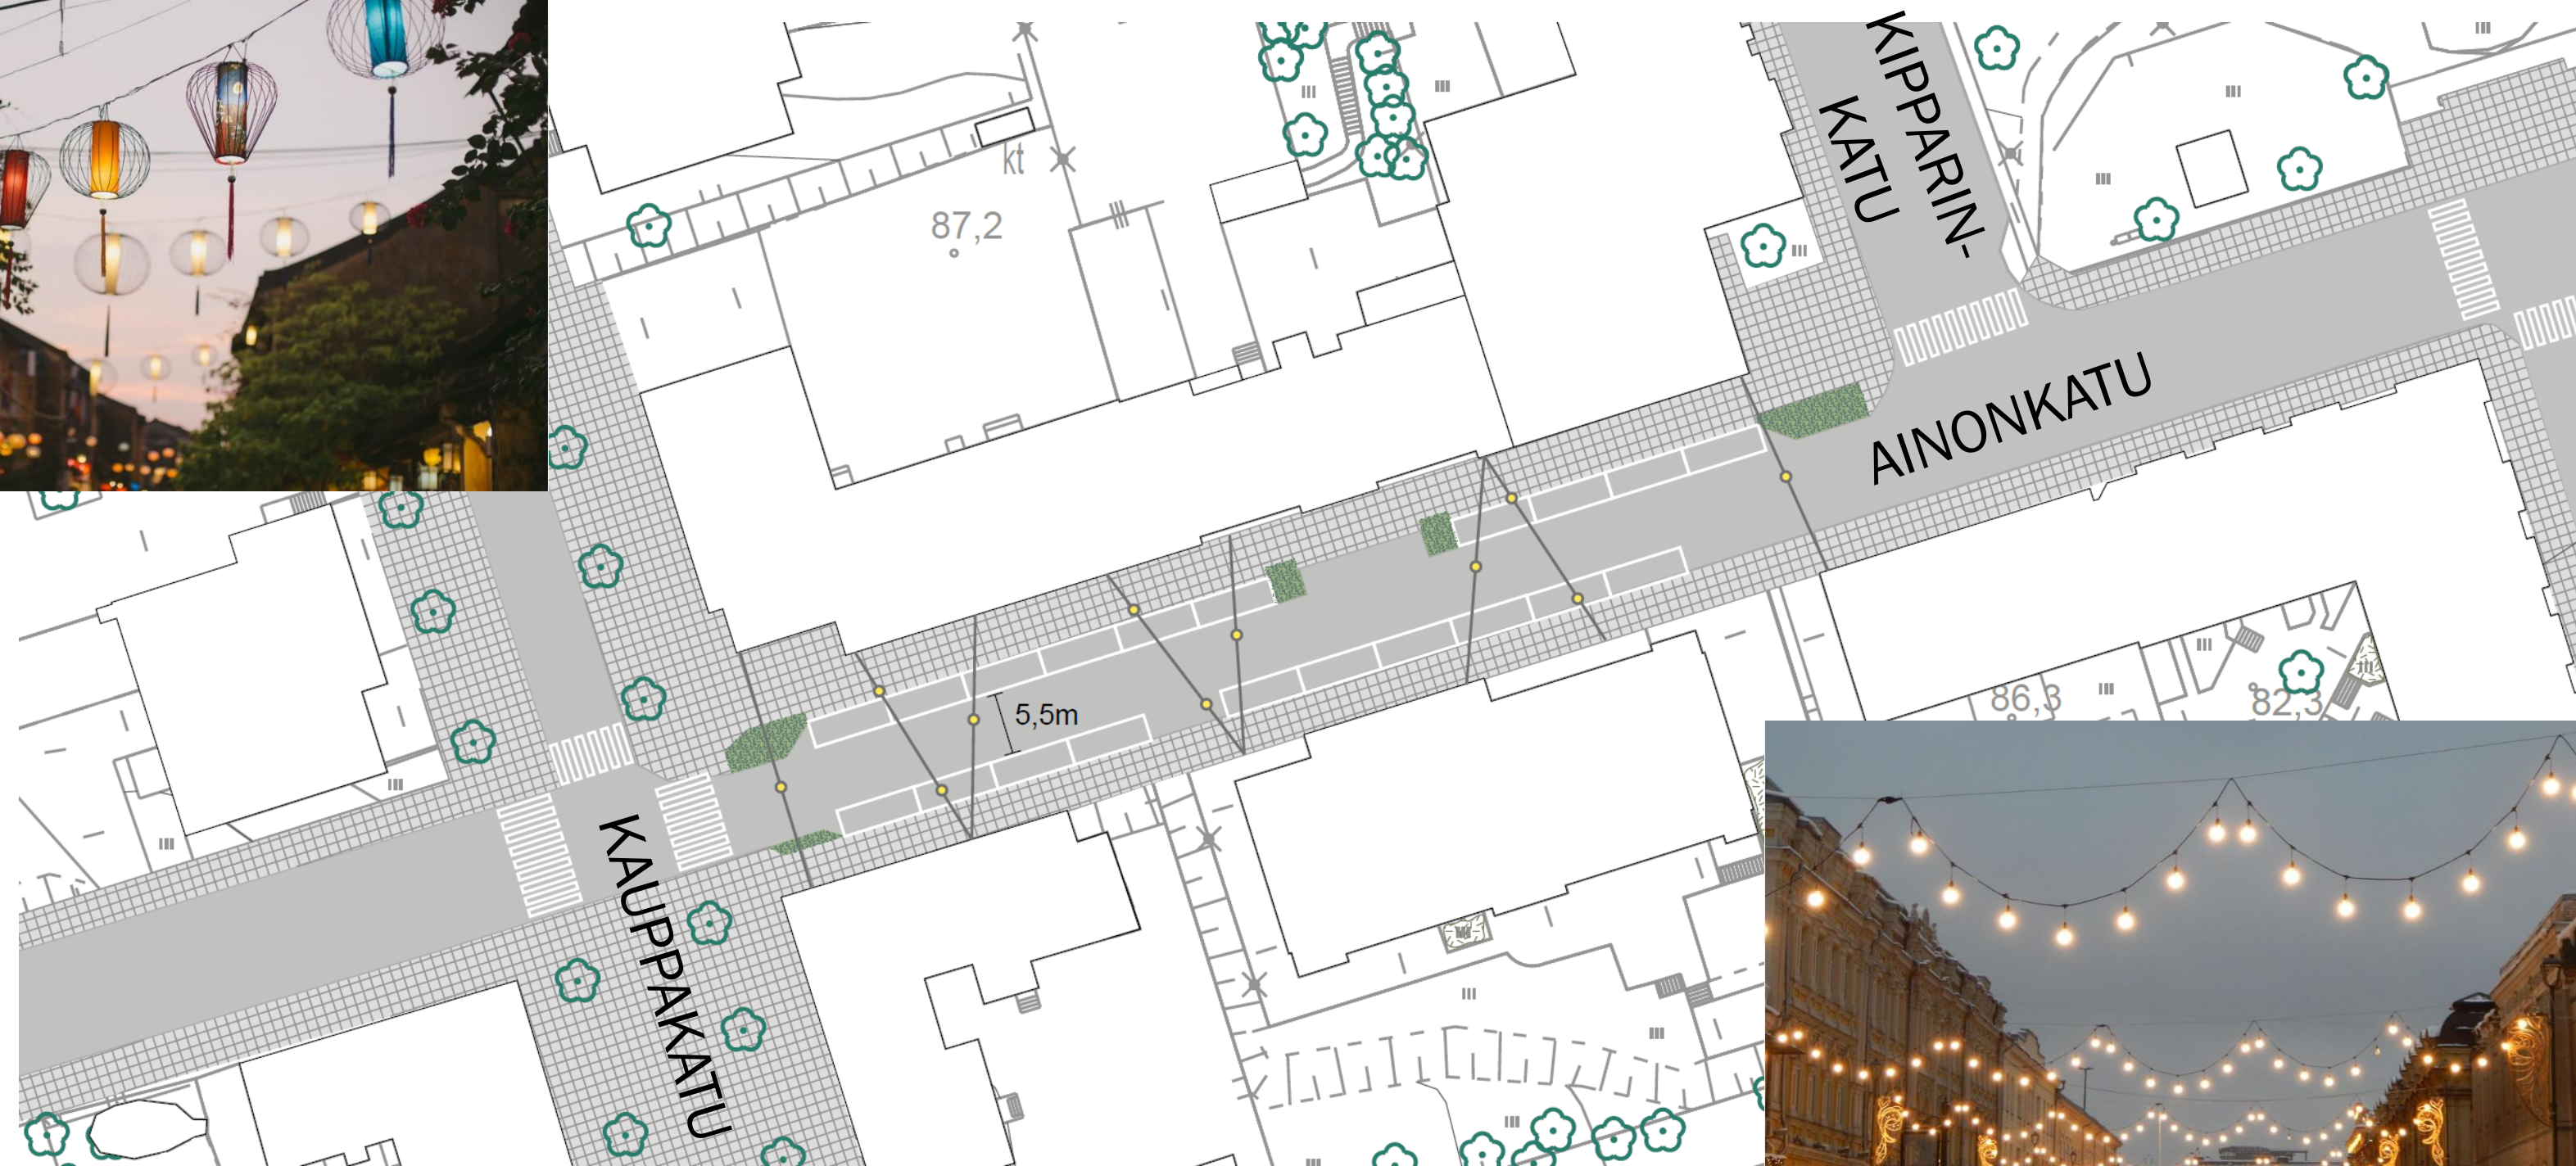 KIPPARIN-
KATU
kt
87,2
AINONKATU
5,5m
86,3
82,3
KAUPPAKATU